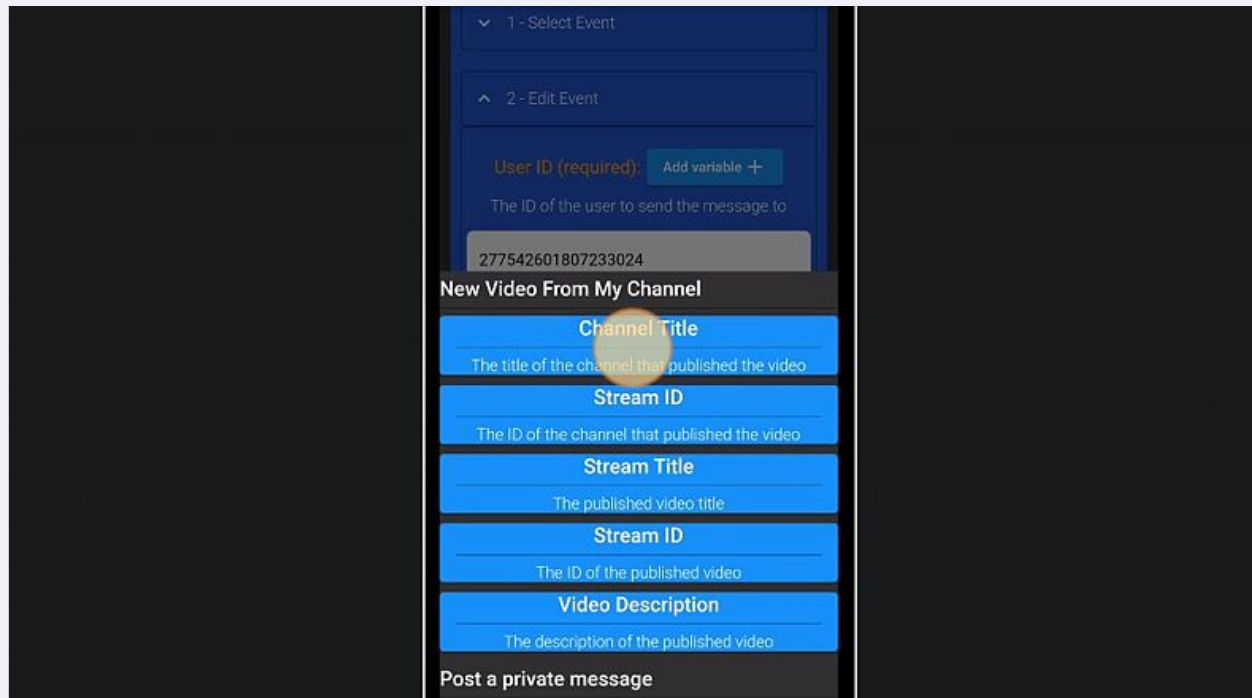 1 - Select Event
2 - Edit Event
User ID (required): Add variable +
The ID of the user to send the message to
277542601807233024
New Video From My Channel
Channel Title
The title of the channel that published the video
Stream ID
The ID of the channel that published the video
Stream Title
The published video title
Stream ID
The ID of the published video
Video Description
The description of the published video
Post a private message